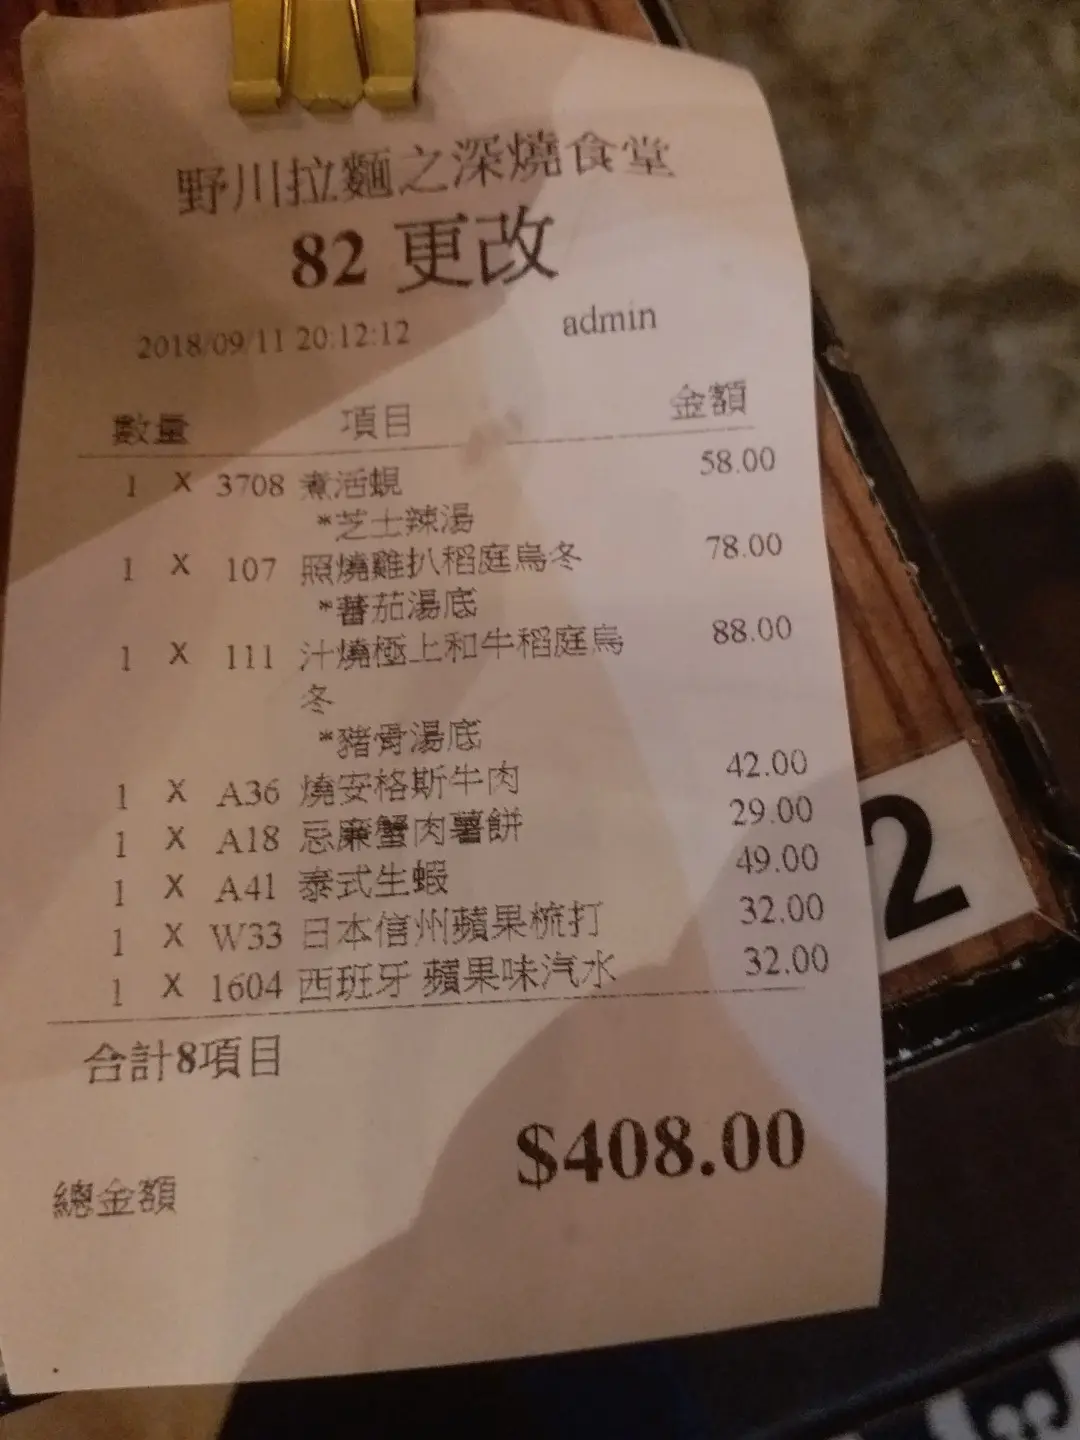 野川拉麵之深燒食堂
82 更改
2018/09/11 20:12:12 admin
數量 項目 金額
1 X 3708 煮活蜆 58.00
*芝士辣湯
1 X 107 照燒雞扒稻庭烏冬 78.00
*蕃茄湯底
1 X 111 汁燒極上和牛稻庭烏 88.00
冬
*豬骨湯底
1 X A36 燒安格斯牛肉 42.00
1 X A18 忌廉蟹肉薯餅 29.00
1 X A41 泰式生蝦 49.00
1 X W33 日本信州蘋果梳打 32.00
1 X 1604 西班牙 蘋果味汽水 32.00
合計8項目
總金額 $408.00
2